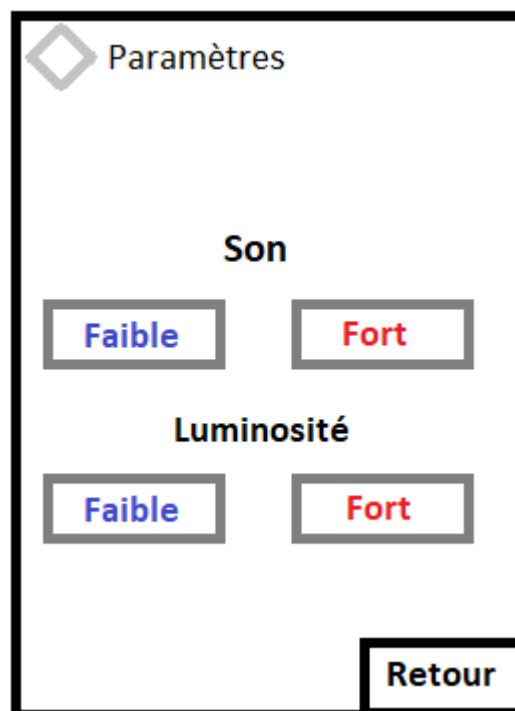 Paramètres
Son
Faible Fort
Luminosité
Faible Fort
Retour